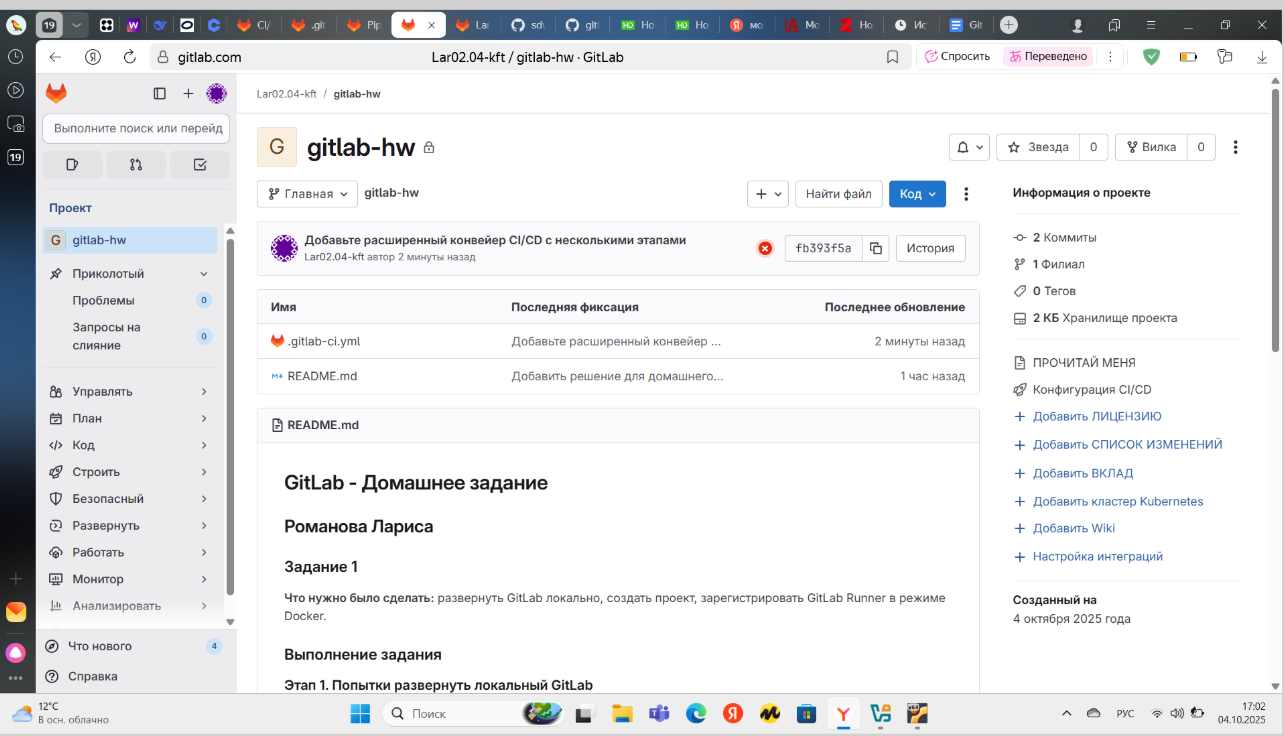 19
CI/
.git
Pip
Lar
sdv
git
HD Но
HD Но
Я мо
Мо
Но
Ис
Git
gitlab.com
Lar02.04-kft / gitlab-hw · GitLab
Спросить
Переведено
19
Lar02.04-kft / gitlab-hw
Выполните поиск или перейд
G
gitlab-hw
Звезда
0
Вилка
0
Проект
Главная
gitlab-hw
Найти файл
Код
Информация о проекте
G gitlab-hw
Добавьте расширенный конвейер CI/CD с несколькими этапами
Lar02.04-kft автор 2 минуты назад
fb393f5a
История
2 Коммиты
1 Филиал
0 Тегов
2 КБ Хранилище проекта
Приколотый
Проблемы
0
Запросы на
слияние
0
Имя
Последняя фиксация
Последнее обновление
.gitlab-ci.yml
Добавьте расширенный конвейер ...
2 минуты назад
README.md
Добавить решение для домашнего...
1 час назад
ПРОЧИТАЙ МЕНЯ
Конфигурация CI/CD
Добавить ЛИЦЕНЗИЮ
Добавить СПИСОК ИЗМЕНЕНИЙ
Добавить ВКЛАД
Добавить кластер Kubernetes
Добавить Wiki
Настройка интеграций
Управлять
План
Код
Строить
Безопасный
Развернуть
Работать
Монитор
Анализировать
README.md
GitLab - Домашнее задание
Романова Лариса
Задание 1
Что нужно было сделать: развернуть GitLab локально, создать проект, зарегистрировать GitLab Runner в режиме
Docker.
Выполнение задания
Этап 1. Попытки развернуть локальный GitLab
Созданный на
4 октября 2025 года
Что нового
4
Справка
12°C
В осн. облачно
Поиск
РУС
17:02
04.10.2025